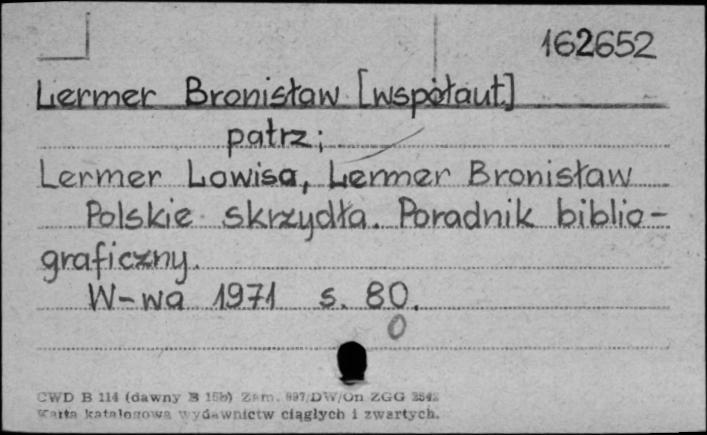 162652
Lermer Bronisław [współaut.]
patrz:
Lermer Lowisa, Lermer Bronisław
Polskie skrzydła. Poradnik biblio-
graficzny.
W-wa 1971 s. 80.
0
CWD B 114 (dawny B 15b) Zam. 897/DW/On ZGG 3542
Karta katalogowa wydawnictw ciągłych i zwartych.